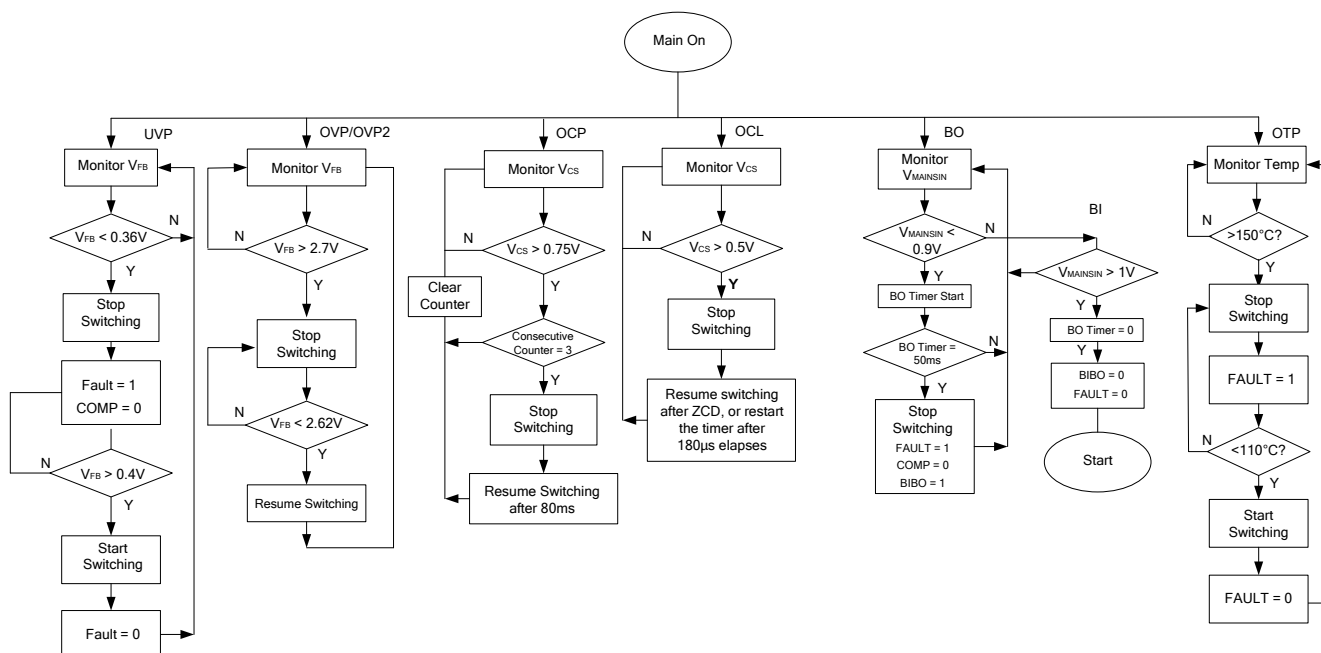 Main On
UVP
Monitor VFB
VFB < 0.36V
N
Y
Stop
Switching
Fault = 1
COMP = 0
N
VFB > 0.4V
Y
Start
Switching
Fault = 0
OVP/OVP2
Monitor VFB
N
VFB > 2.7V
Y
Stop
Switching
N
VFB < 2.62V
Y
Resume Switching
OCP
Monitor VCS
N
VCS > 0.75V
Clear
Counter
Y
Consecutive
Counter = 3
Y
Stop
Switching
Resume Switching
after 80ms
OCL
Monitor VCS
N
VCS > 0.5V
Y
Stop
Switching
Resume switching
after ZCD, or restart
the timer after
180µs elapses
BO
Monitor
VMAINSIN
VMAINSIN <
0.9V
N
Y
BO Timer Start
BO Timer =
50ms
N
Y
Stop
Switching
FAULT = 1
COMP = 0
BIBO = 1
BI
VMAINSIN > 1V
Y
BO Timer = 0
Y
BIBO = 0
FAULT = 0
Start
OTP
Monitor Temp
N
>150°C?
Y
Stop
Switching
FAULT = 1
N
<110°C?
Y
Start
Switching
FAULT = 0